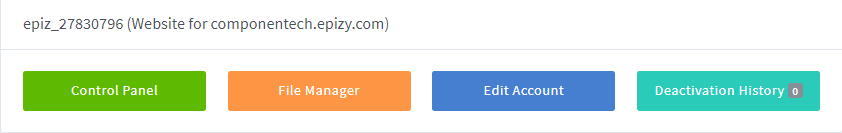 epiz_27830796 (Website for componentech.epizy.com)
Control Panel File Manager Edit Account Deactivation History 0